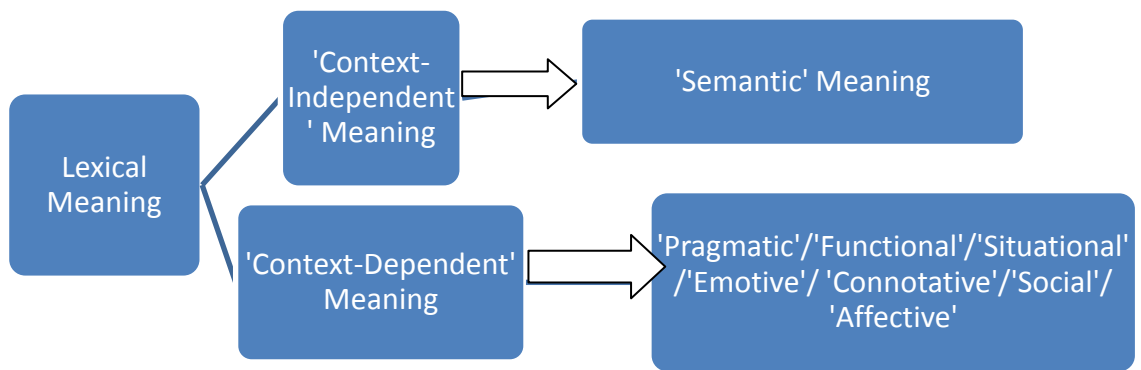 Lexical
Meaning
'Context-
Independent
' Meaning
'Semantic' Meaning
'Context-Dependent'
Meaning
'Pragmatic'/'Functional'/'Situational'
/'Emotive'/ 'Connotative'/'Social'/
'Affective'